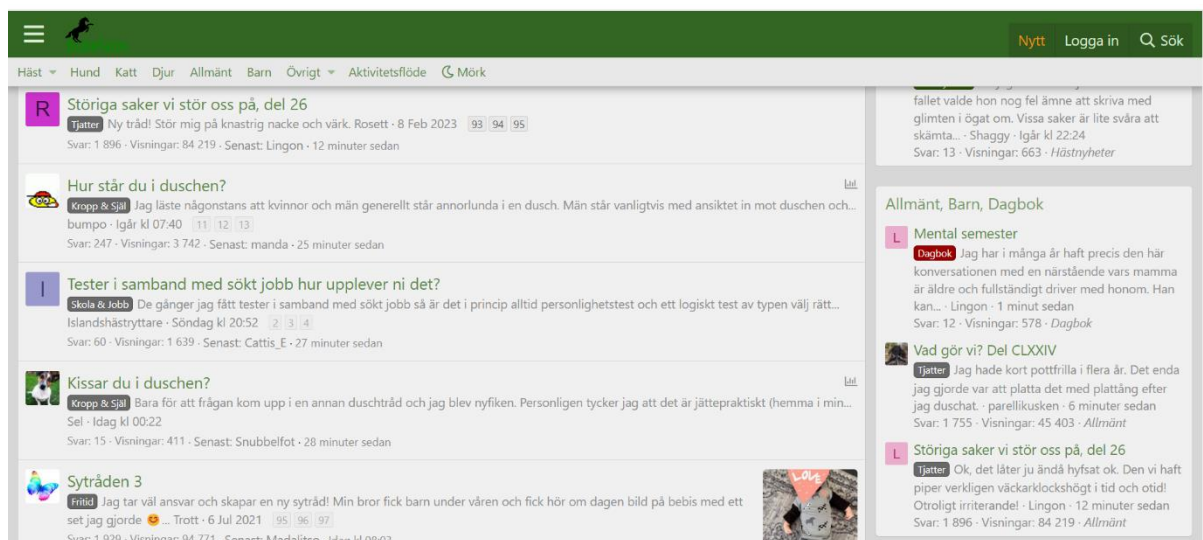 Nytt Logga in Sök
Häst Hund Katt Djur Allmänt Barn Övrigt Aktivitetsflöde Mörk
R
Störiga saker vi stör oss på, del 26
Tjatter Ny tråd! Stör mig på knastrig nacke och värk. Rosett · 8 Feb 2023 93 94 95
Svar: 1 896 · Visningar: 84 219 · Senast: Lingon · 12 minuter sedan
Hur står du i duschen?
Kropp & Själ Jag läste någonstans att kvinnor och män generellt står annorlunda i en dusch. Män står vanligtvis med ansiktet in mot duschen och...
bumpo · Igår kl 07:40 11 12 13
Svar: 247 · Visningar: 3 742 · Senast: manda · 25 minuter sedan
I
Tester i samband med sökt jobb hur upplever ni det?
Skola & Jobb De gånger jag fått tester i samband med sökt jobb så är det i princip alltid personlighetstest och ett logiskt test av typen välj rätt...
Islandshästryttare · Söndag kl 20:52 2 3 4
Svar: 60 · Visningar: 1 639 · Senast: Cattis_E · 27 minuter sedan
Kissar du i duschen?
Kropp & Själ Bara för att frågan kom upp i en annan duschtråd och jag blev nyfiken. Personligen tycker jag att det är jättepraktiskt (hemma i min...
Sel · Idag kl 00:22
Svar: 15 · Visningar: 411 · Senast: Snubbelfot · 28 minuter sedan
Sytråden 3
Fritid Jag tar väl ansvar och skapar en ny sytråd! Min bror fick barn under våren och fick hör om dagen bild på bebis med ett
set jag gjorde 😊 ... Trott · 6 Jul 2021 95 96 97
Svar: 1 929 · Visningar: 94 771 · Senast: Madalitso · Idag kl 08:03
LOVE
fallet valde hon nog fel ämne att skriva med
glimten i ögat om. Vissa saker är lite svåra att
skämta... · Shaggy · Igår kl 22:24
Svar: 13 · Visningar: 663 · Hästnyheter
Allmänt, Barn, Dagbok
L
Mental semester
Dagbok Jag har i många år haft precis den här
konversationen med en närstående vars mamma
är äldre och fullständigt driver med honom. Han
kan... · Lingon · 1 minut sedan
Svar: 12 · Visningar: 578 · Dagbok
Vad gör vi? Del CLXXIV
Tjatter Jag hade kort pottfrilla i flera år. Det enda
jag gjorde var att platta det med plattång efter
jag duschat. · parellikusken · 6 minuter sedan
Svar: 1 755 · Visningar: 45 403 · Allmänt
L
Störiga saker vi stör oss på, del 26
Tjatter Ok, det låter ju ändå hyfsat ok. Den vi haft
piper verkligen väckarklockshögt i tid och otid!
Otroligt irriterande! · Lingon · 12 minuter sedan
Svar: 1 896 · Visningar: 84 219 · Allmänt